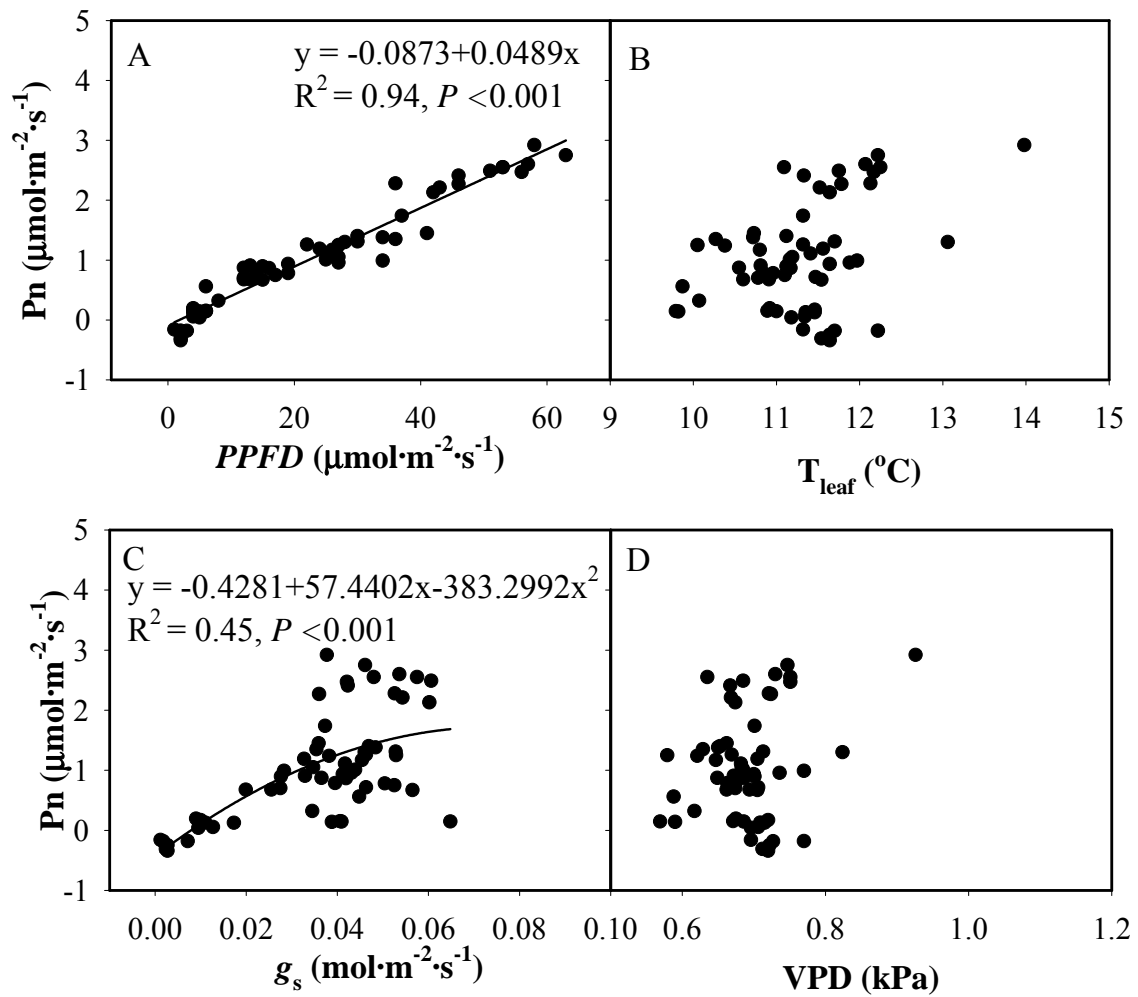 5
4
3
2
1
0
-1
Pn (μmol·m-2·s-1)
A
y = -0.0873+0.0489x
R2 = 0.94, P <0.001
0 20 40 60
PPFD (μmol·m-2·s-1)
B
9 10 11 12 13 14 15
Tleaf (oC)
5
4
3
2
1
0
-1
Pn (μmol·m-2·s-1)
C
y = -0.4281+57.4402x-383.2992x2
R2 = 0.45, P <0.001
0.00 0.02 0.04 0.06 0.08 0.10
gs (mol·m-2·s-1)
D
0.6 0.8 1.0 1.2
VPD (kPa)